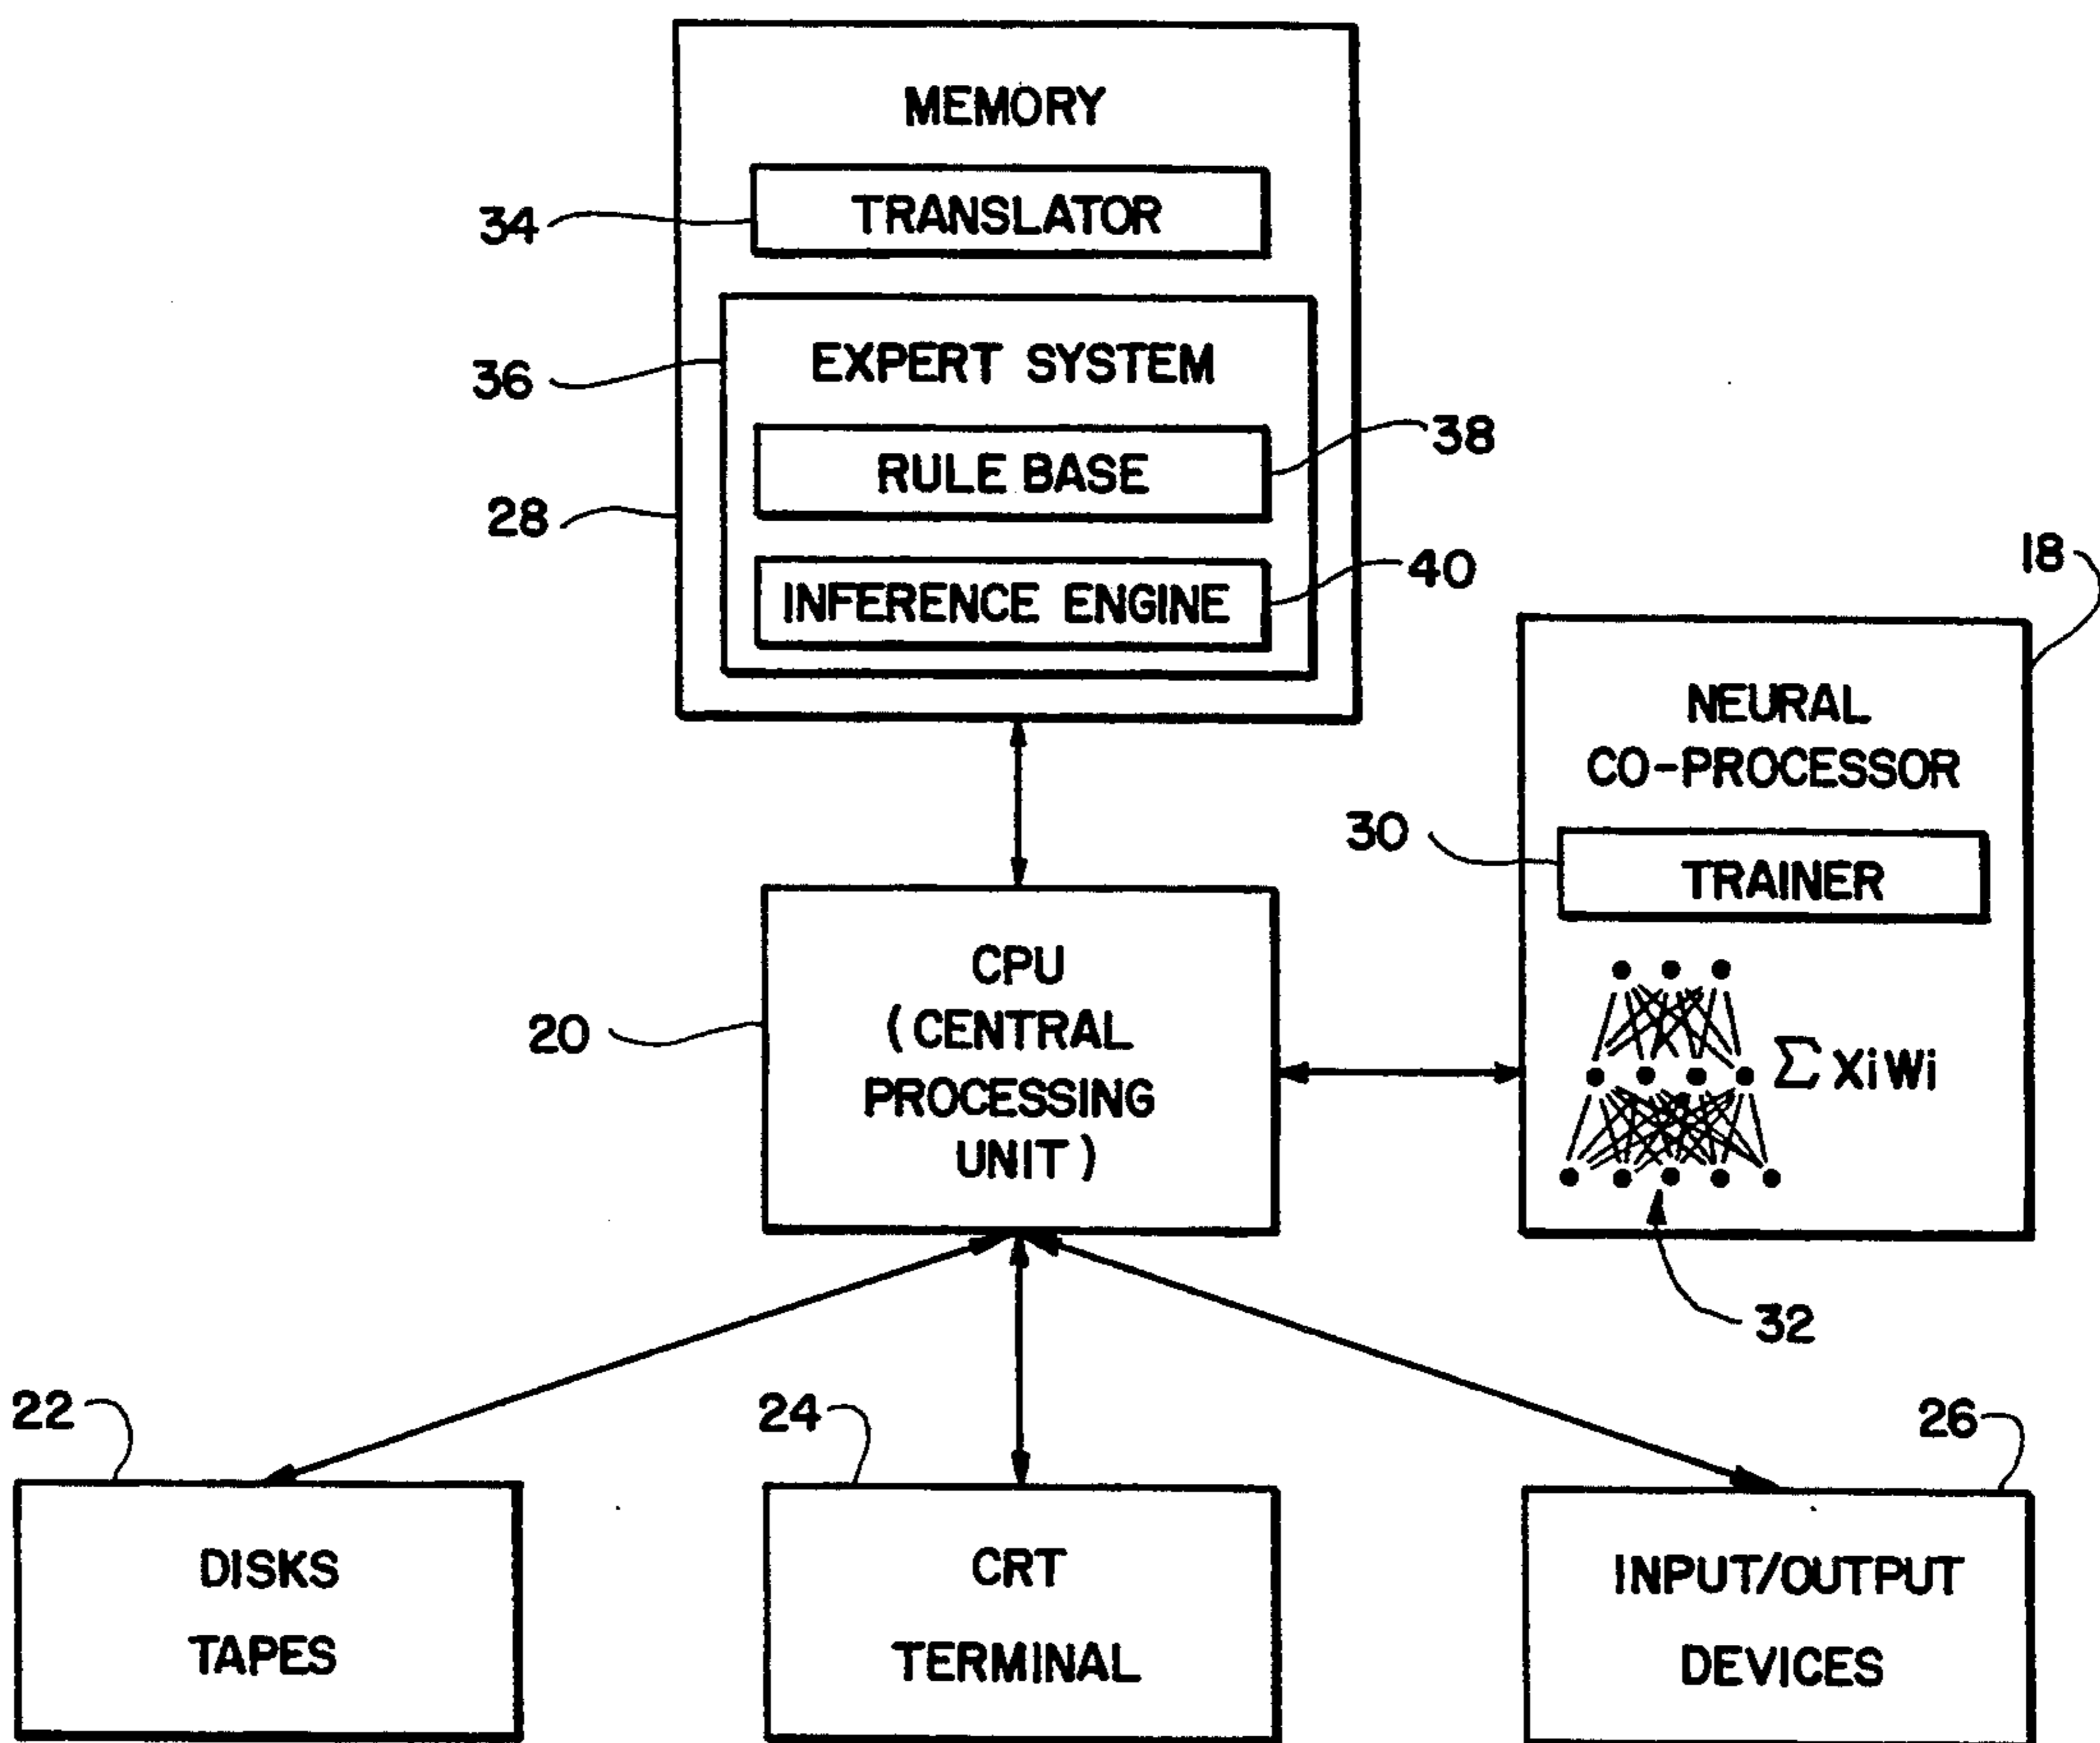 MEMORY
34
TRANSLATOR
36
EXPERT SYSTEM
38
RULE BASE
28
40
INFERENCE ENGINE
18
NEURAL
CO-PROCESSOR
30
TRAINER
20
CPU
(CENTRAL
PROCESSING
UNIT)
Σ XiWi
32
22
24
26
DISKS
TAPES
CRT
TERMINAL
INPUT/OUTPUT
DEVICES